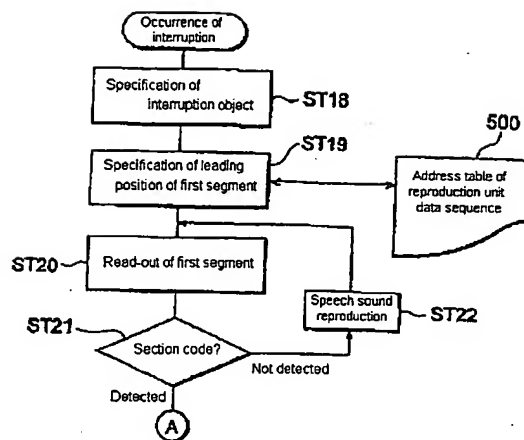 Occurrence of
interruption
Specification of
interruption object
ST18
ST19
500
Specification of leading
position of first segment
Address table of
reproduction unit
data sequence
ST20
Read-out of first segment
Speech sound
reproduction
ST22
ST21
Section code?
Not detected
Detected
A